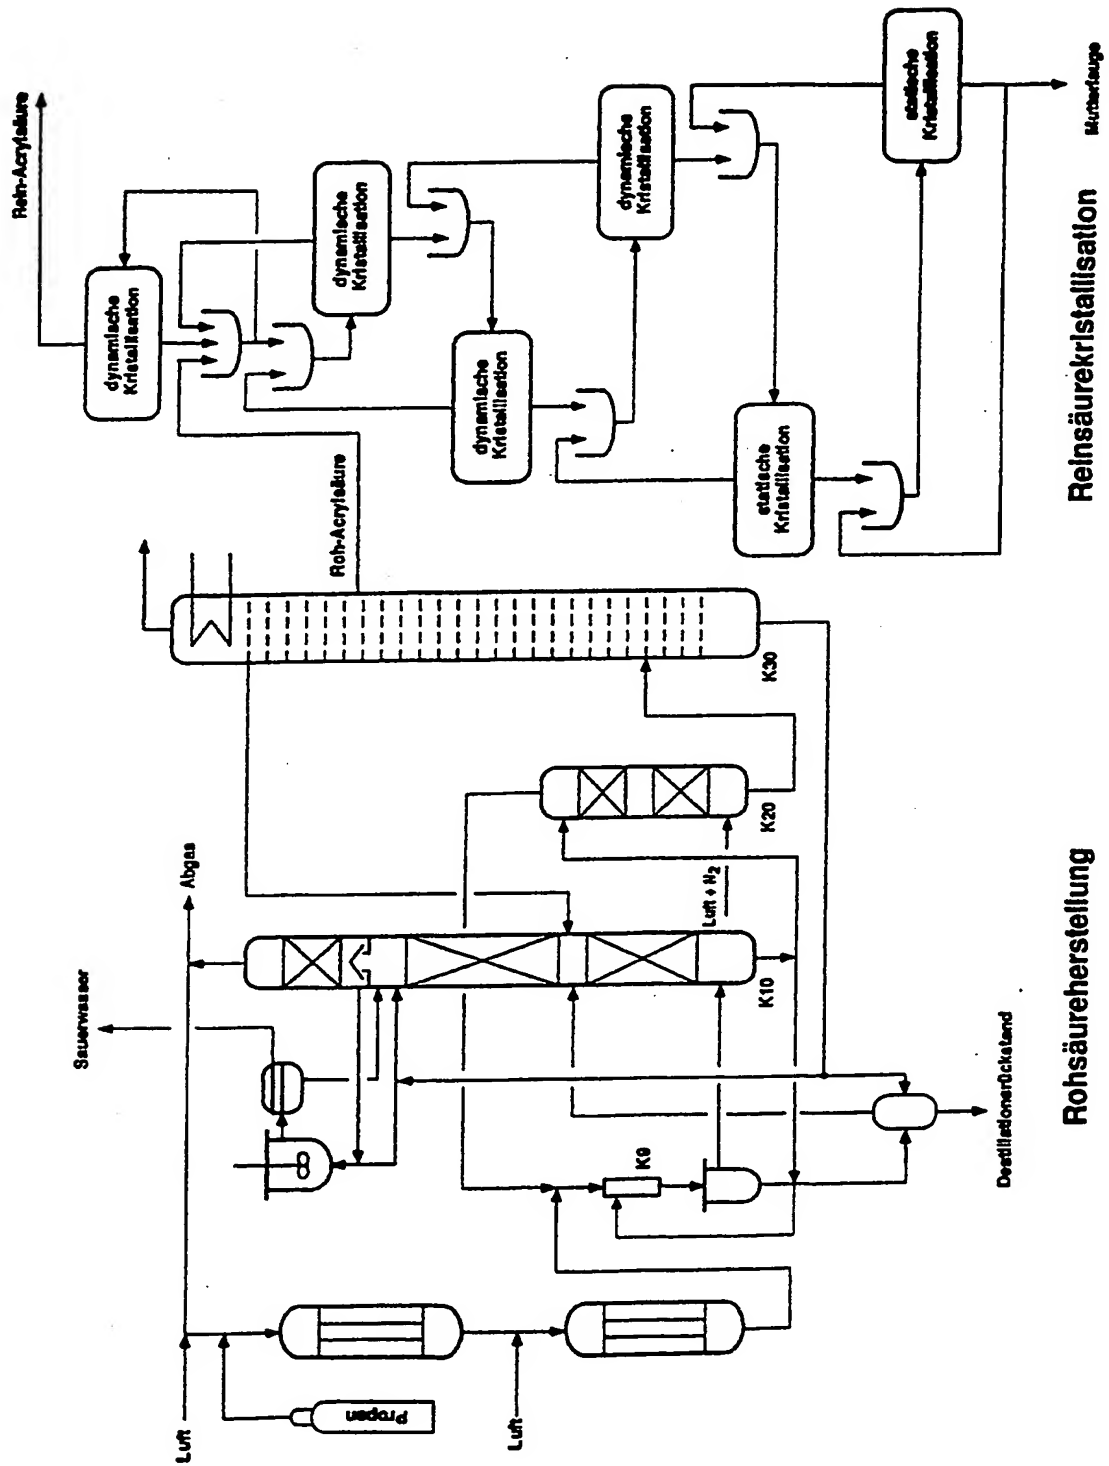 Rein-Acrylsäure
dynamische
Kristallisation
dynamische
Kristallisation
dynamische
Kristallisation
dynamische
Kristallisation
statische
Kristallisation
statische
Kristallisation
Mutterlauge
Reinsäurekristallisation
Roh-Acrylsäure
K30
K20
Luft + N2
K10
Abgas
Sauerwasser
K9
Destillationsrückstand
Rohsäureherstellung
Luft
Propen
Luft